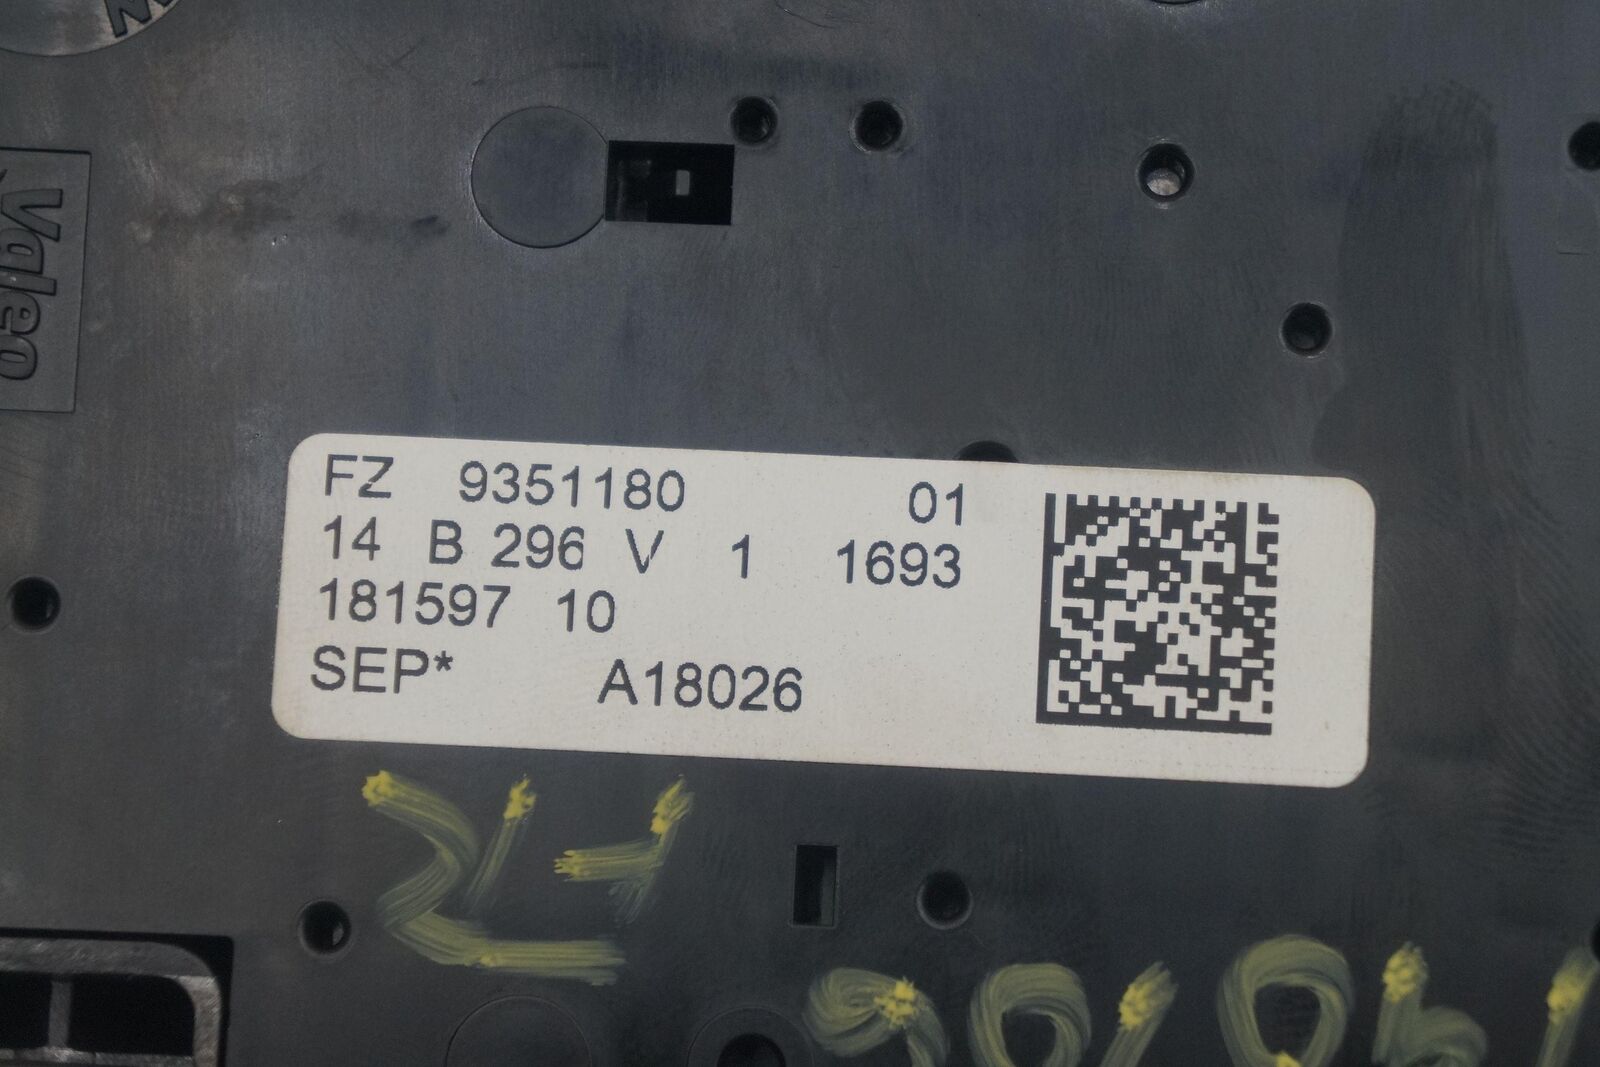 Valeo
FZ 9351180 01
14 B 296 V 1 1693
181597 10
SEP* A18026